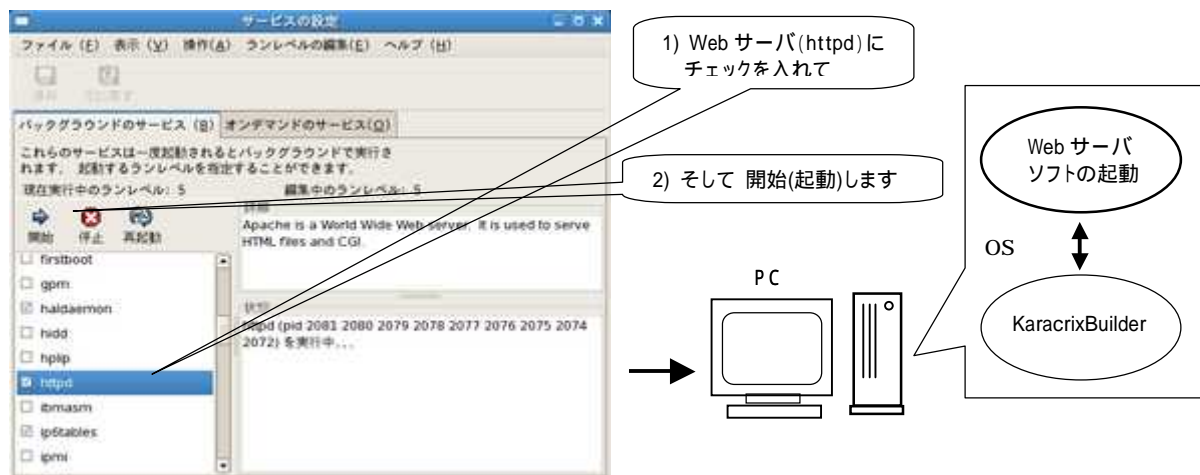 サービスの設定
ファイル (F) 表示 (V) 操作(A) ランレベルの編集(E) ヘルプ (H)
バックグラウンドのサービス (B) オンデマンドのサービス(O)
これらのサービスは一度起動されるとバックグラウンドで実行さ
れます. 起動するランレベルを指定することができます.
現在実行中のランレベル: 5 編集中のランレベル: 5
開始 停止 再起動
詳細
Apache is a World Wide Web server. It is used to serve
HTML files and CGI.
firstboot
gpm
haldaemon
hidd
hplip
httpd
ibmasm
ip6tables
ipmi
状態
httpd (pid 2081 2080 2079 2078 2077 2076 2075 2074
2072) を実行中...
1) Web サーバ(httpd)に
チェックを入れて
2) そして 開始(起動)します
PC
Web サーバ
ソフトの起動
OS
KaracrixBuilder